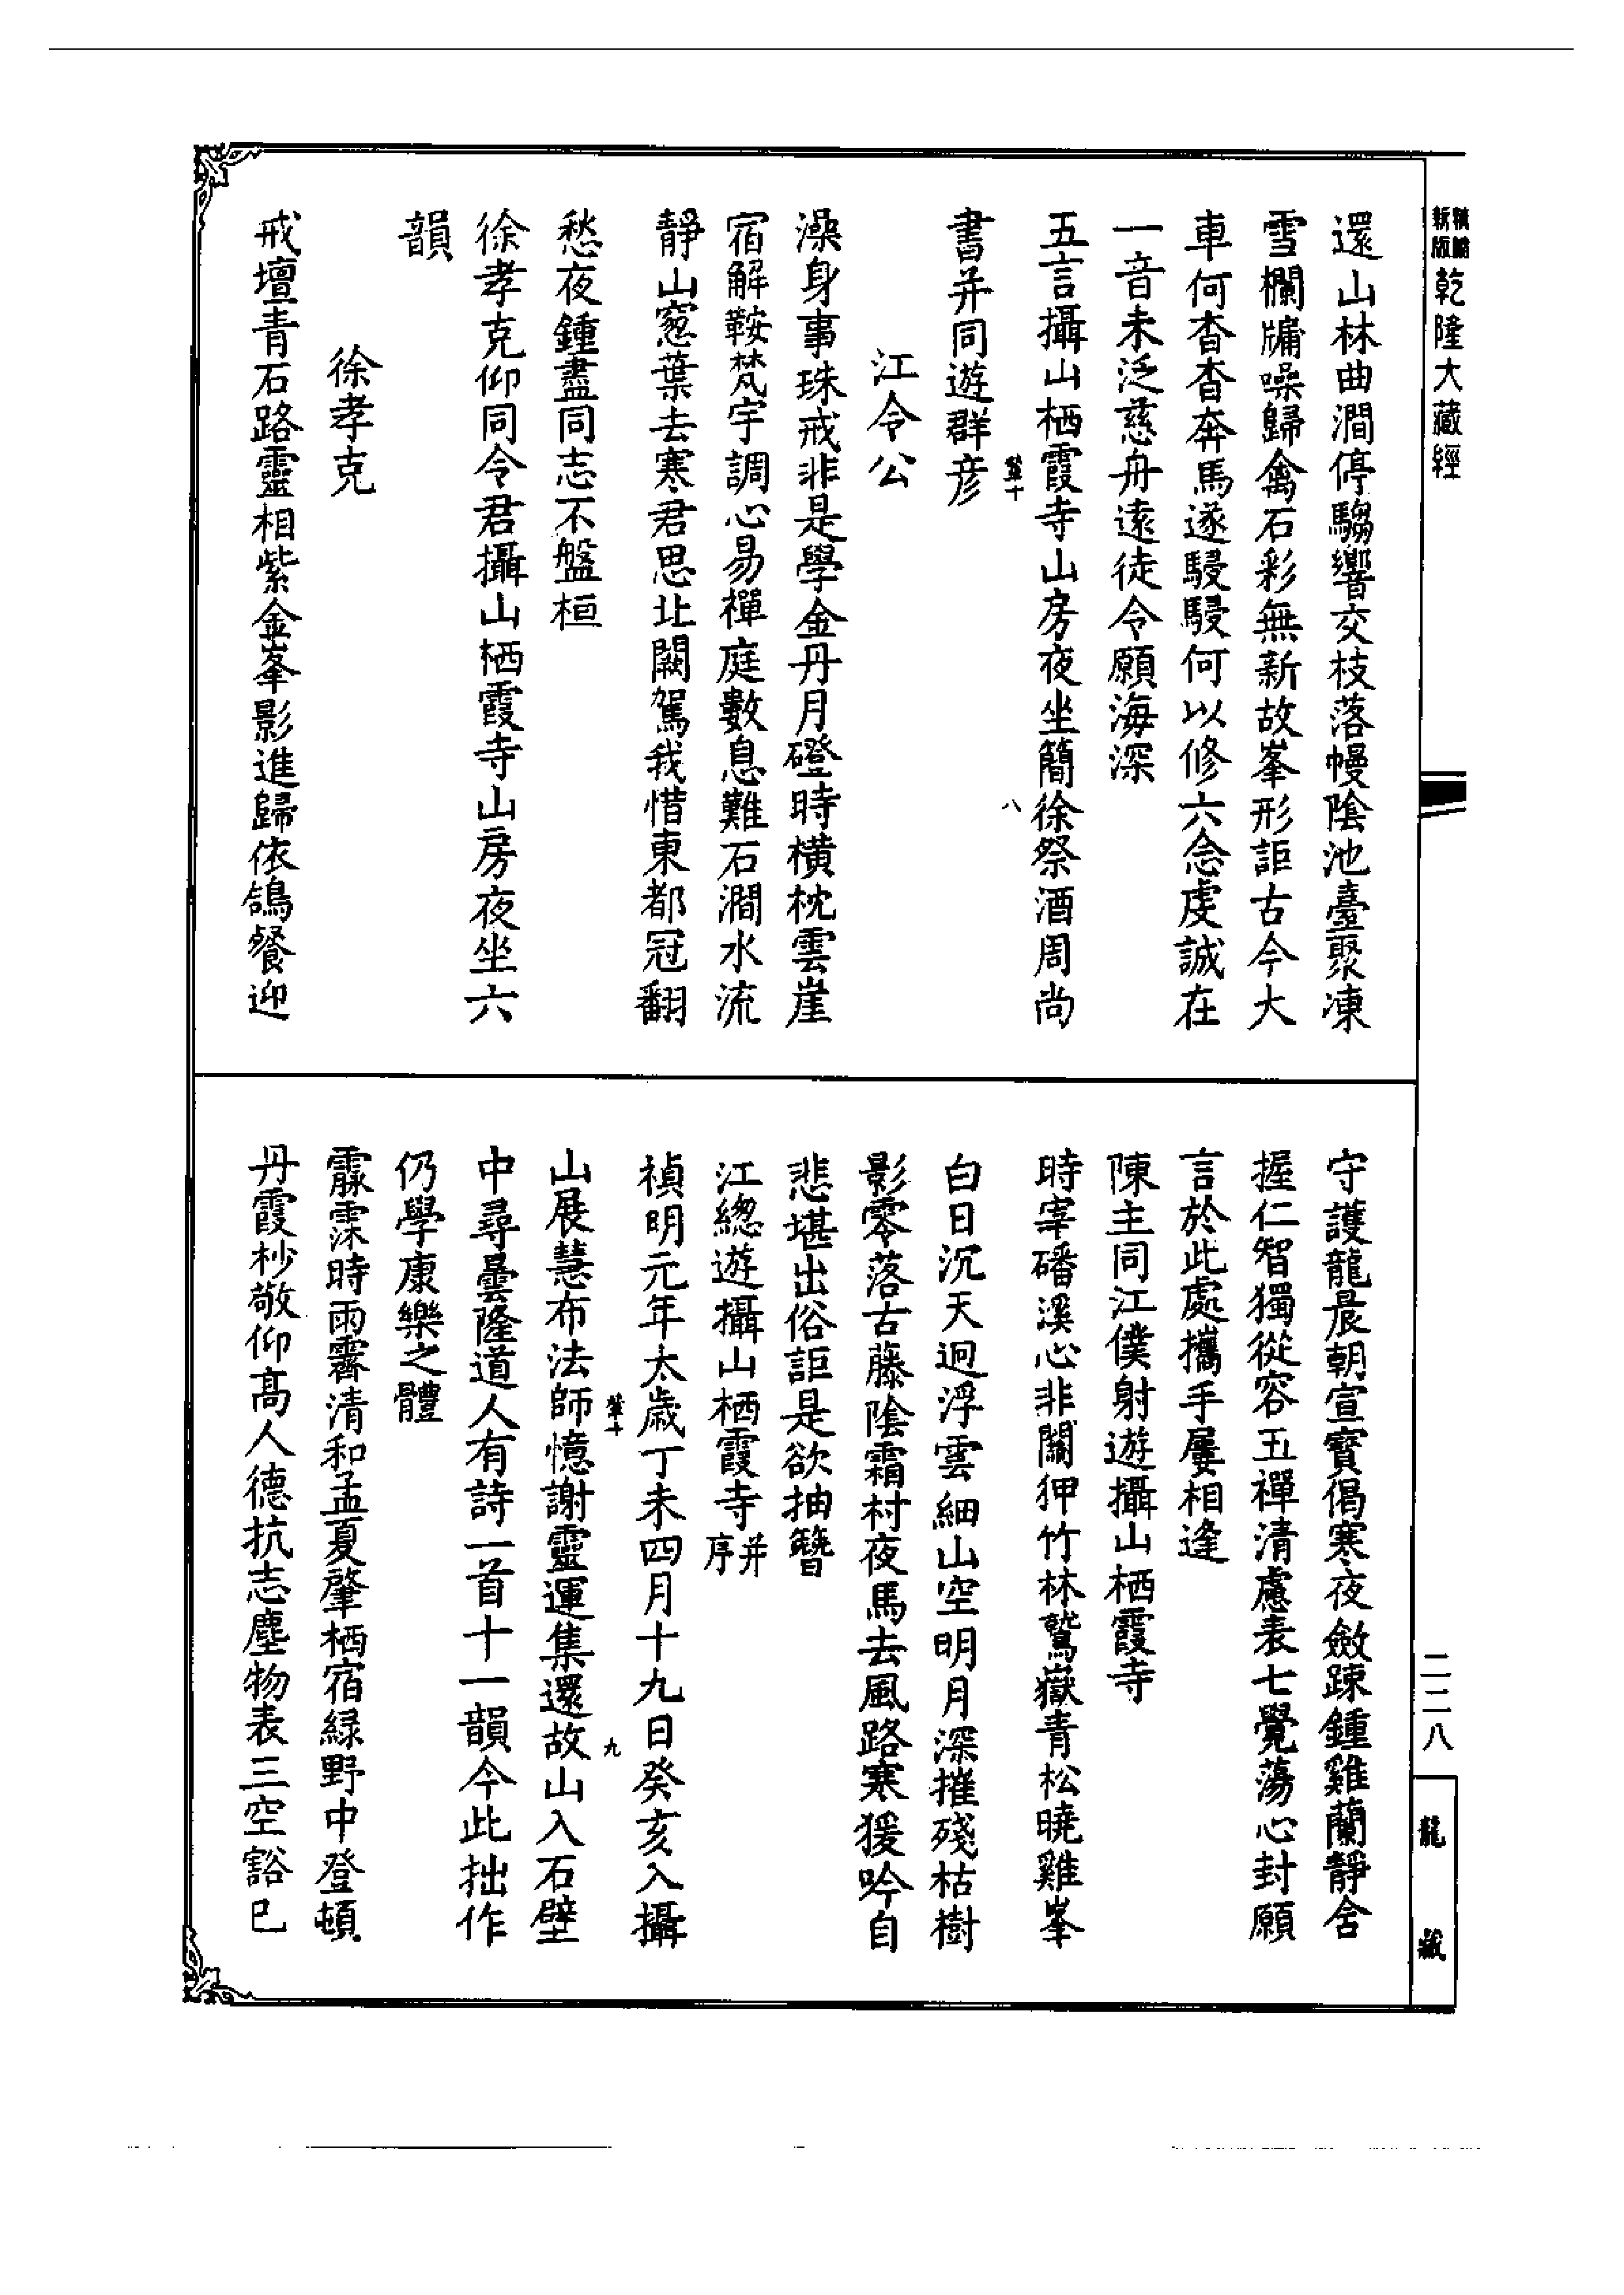 精繪
新版
乾隆大藏經
還山林曲澗停騶響交枝落幔陰池臺聚凍
雪欄牗噪歸禽石彩無新故峯形詎古今大
車何杳杳奔馬遂駸駸何以修六念虔誠在
一音未泛慈舟遠徒令願海深
五言攝山栖霞寺山房夜坐簡徐祭酒周尚
八
書并同遊群彦
江令公
澡身事珠戒非是學金丹月磴時横枕雲崖
宿解鞍梵宇調心易禪庭數息難石澗水流
靜山窓葉去寒君思北闕駕我惜東都冠翻
愁夜鍾盡同志不盤桓
徐孝克仰同令君攝山栖霞寺山房夜坐六
韻
徐孝克
戒壇青石路靈相紫金峯影進歸依鴿餐迎
守護龍晨朝宣寳偈寒夜斂踈鍾雞蘭靜含
握仁智獨從容五禪清慮表七覺蕩心封願
言於此處攜手屢相逢
陳主同江僕射遊攝山栖霞寺
時宰磻溪心非關狎竹林鷲嶽青松曉雞峯
白日沉天迥浮雲細山空明月深摧殘枯樹
影零落古藤陰霜村夜馬去風路寒猨吟自
悲堪出俗詎是欲抽簪
江總遊攝山栖霞寺并序
禎明元年太歲丁未四月十九日癸亥入攝
九
山展慧布法師憶謝靈運集還故山入石壁
中尋曇隆道人有詩一首十一韻今此拙作
仍學康樂之體
霡霂時雨霽清和孟夏肇栖宿緑野中登頓
丹霞杪敬仰高人德抗志塵物表三空豁已
二二八
龍藏